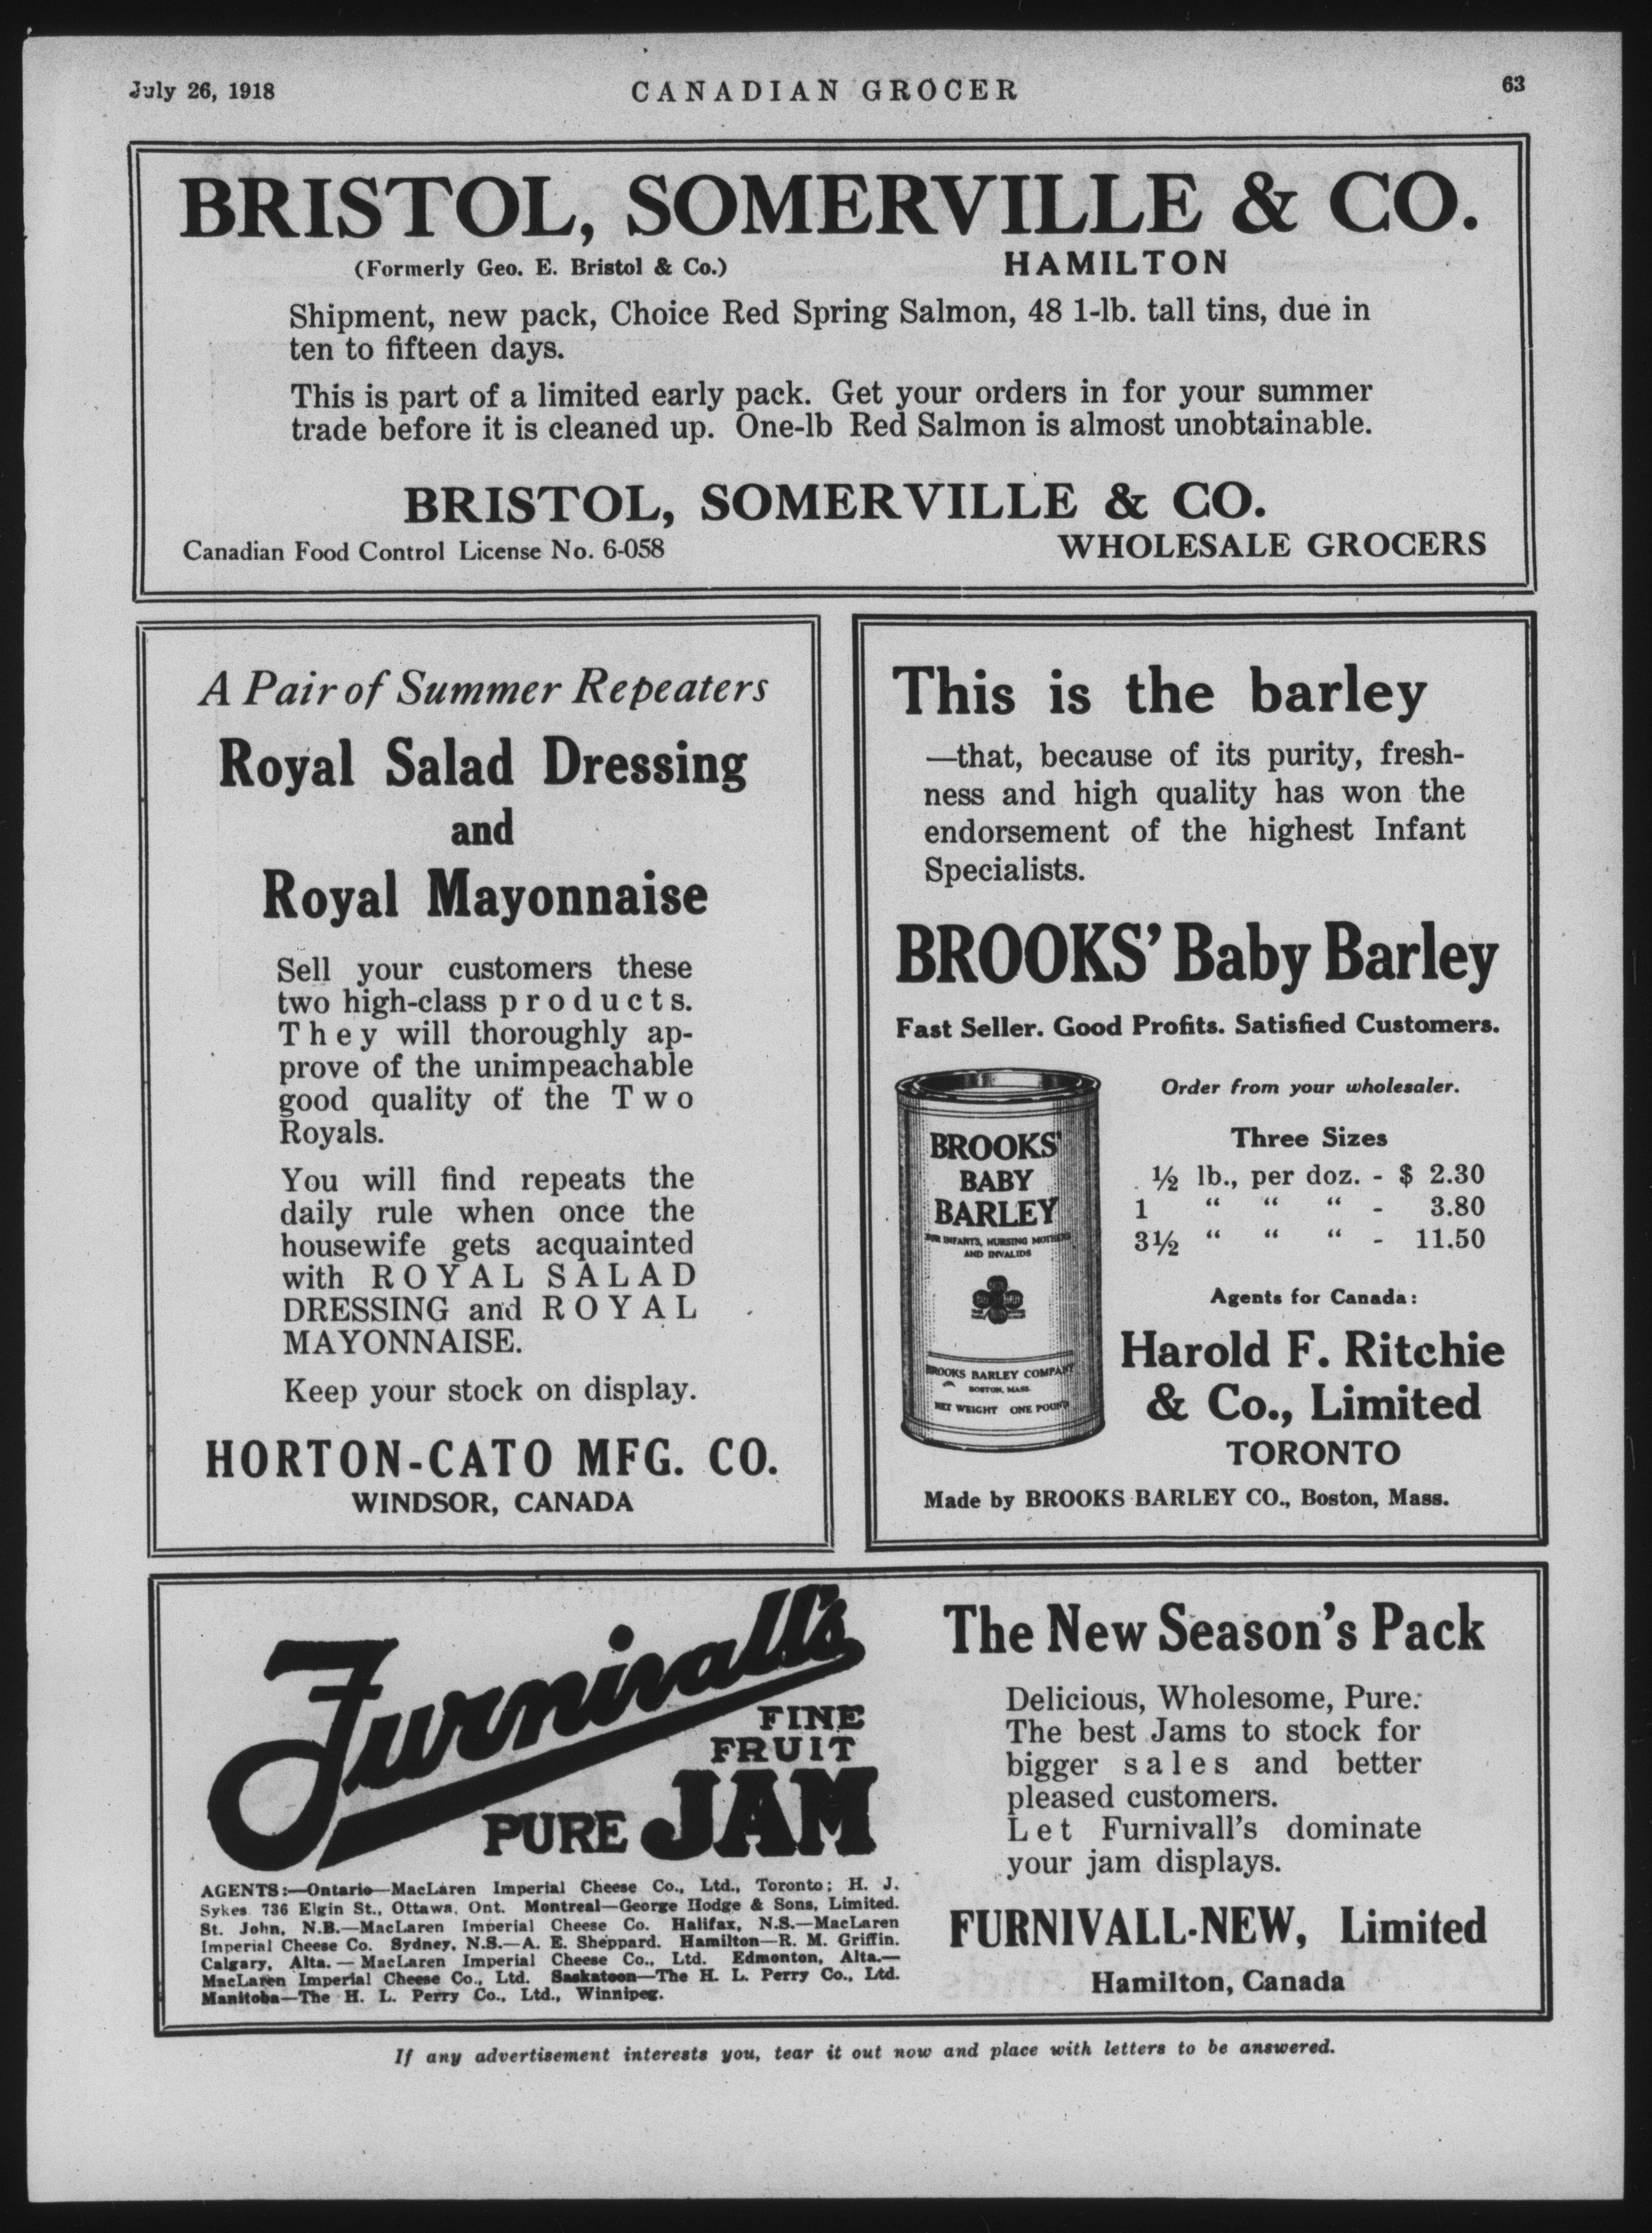 July 26, 1918
CANADIAN GROCER
63
BRISTOL, SOMERVILLE & CO.
(Formerly Geo. E. Bristol & Co.)
HAMILTON
Shipment, new pack, Choice Red Spring Salmon, 48 1-lb. tall tins, due in
ten to fifteen days.
This is part of a limited early pack. Get your orders in for your summer
trade before it is cleaned up. One-lb Red Salmon is almost unobtainable.
BRISTOL, SOMERVILLE & CO.
Canadian Food Control License No. 6-058
WHOLESALE GROCERS
A Pair of Summer Repeaters
Royal Salad Dressing
and
Royal Mayonnaise
Sell your customers these
two high-class products.
They will thoroughly ap-
prove of the unimpeachable
good quality of the Two
Royals.
You will find repeats the
daily rule when once the
housewife gets acquainted
with ROYAL SALAD
DRESSING and ROYAL
MAYONNAISE.
Keep your stock on display.
HORTON-CATO MFG. CO.
WINDSOR, CANADA
This is the barley
—that, because of its purity, fresh-
ness and high quality has won the
endorsement of the highest Infant
Specialists.
BROOKS' Baby Barley
Fast Seller. Good Profits. Satisfied Customers.
BROOKS'
BABY
BARLEY
FOR INFANTS, NURSING MOTHERS
AND INVALIDS
BROOKS BARLEY COMPANY
BOSTON, MASS.
NET WEIGHT ONE POUND
Order from your wholesaler.
Three Sizes
½ lb., per doz. - $ 2.30
1 " " " - 3.80
3½ " " " - 11.50
Agents for Canada:
Harold F. Ritchie
& Co., Limited
TORONTO
Made by BROOKS BARLEY CO., Boston, Mass.
Furnivall's
FINE
FRUIT
PURE JAM
AGENTS:—Ontario—MacLaren Imperial Cheese Co., Ltd., Toronto; H. J.
Sykes 736 Elgin St., Ottawa, Ont. Montreal—George Hodge & Sons, Limited.
St. John, N.B.—MacLaren Imperial Cheese Co. Halifax, N.S.—MacLaren
Imperial Cheese Co. Sydney, N.S.—A. E. Sheppard. Hamilton—R. M. Griffin.
Calgary, Alta.—MacLaren Imperial Cheese Co., Ltd. Edmonton, Alta.—
MacLaren Imperial Cheese Co., Ltd. Saskatoon—The H. L. Perry Co., Ltd.
Manitoba—The H. L. Perry Co., Ltd., Winnipeg.
The New Season's Pack
Delicious, Wholesome, Pure.
The best Jams to stock for
bigger sales and better
pleased customers.
Let Furnivall's dominate
your jam displays.
FURNIVALL-NEW, Limited
Hamilton, Canada
If any advertisement interests you, tear it out now and place with letters to be answered.